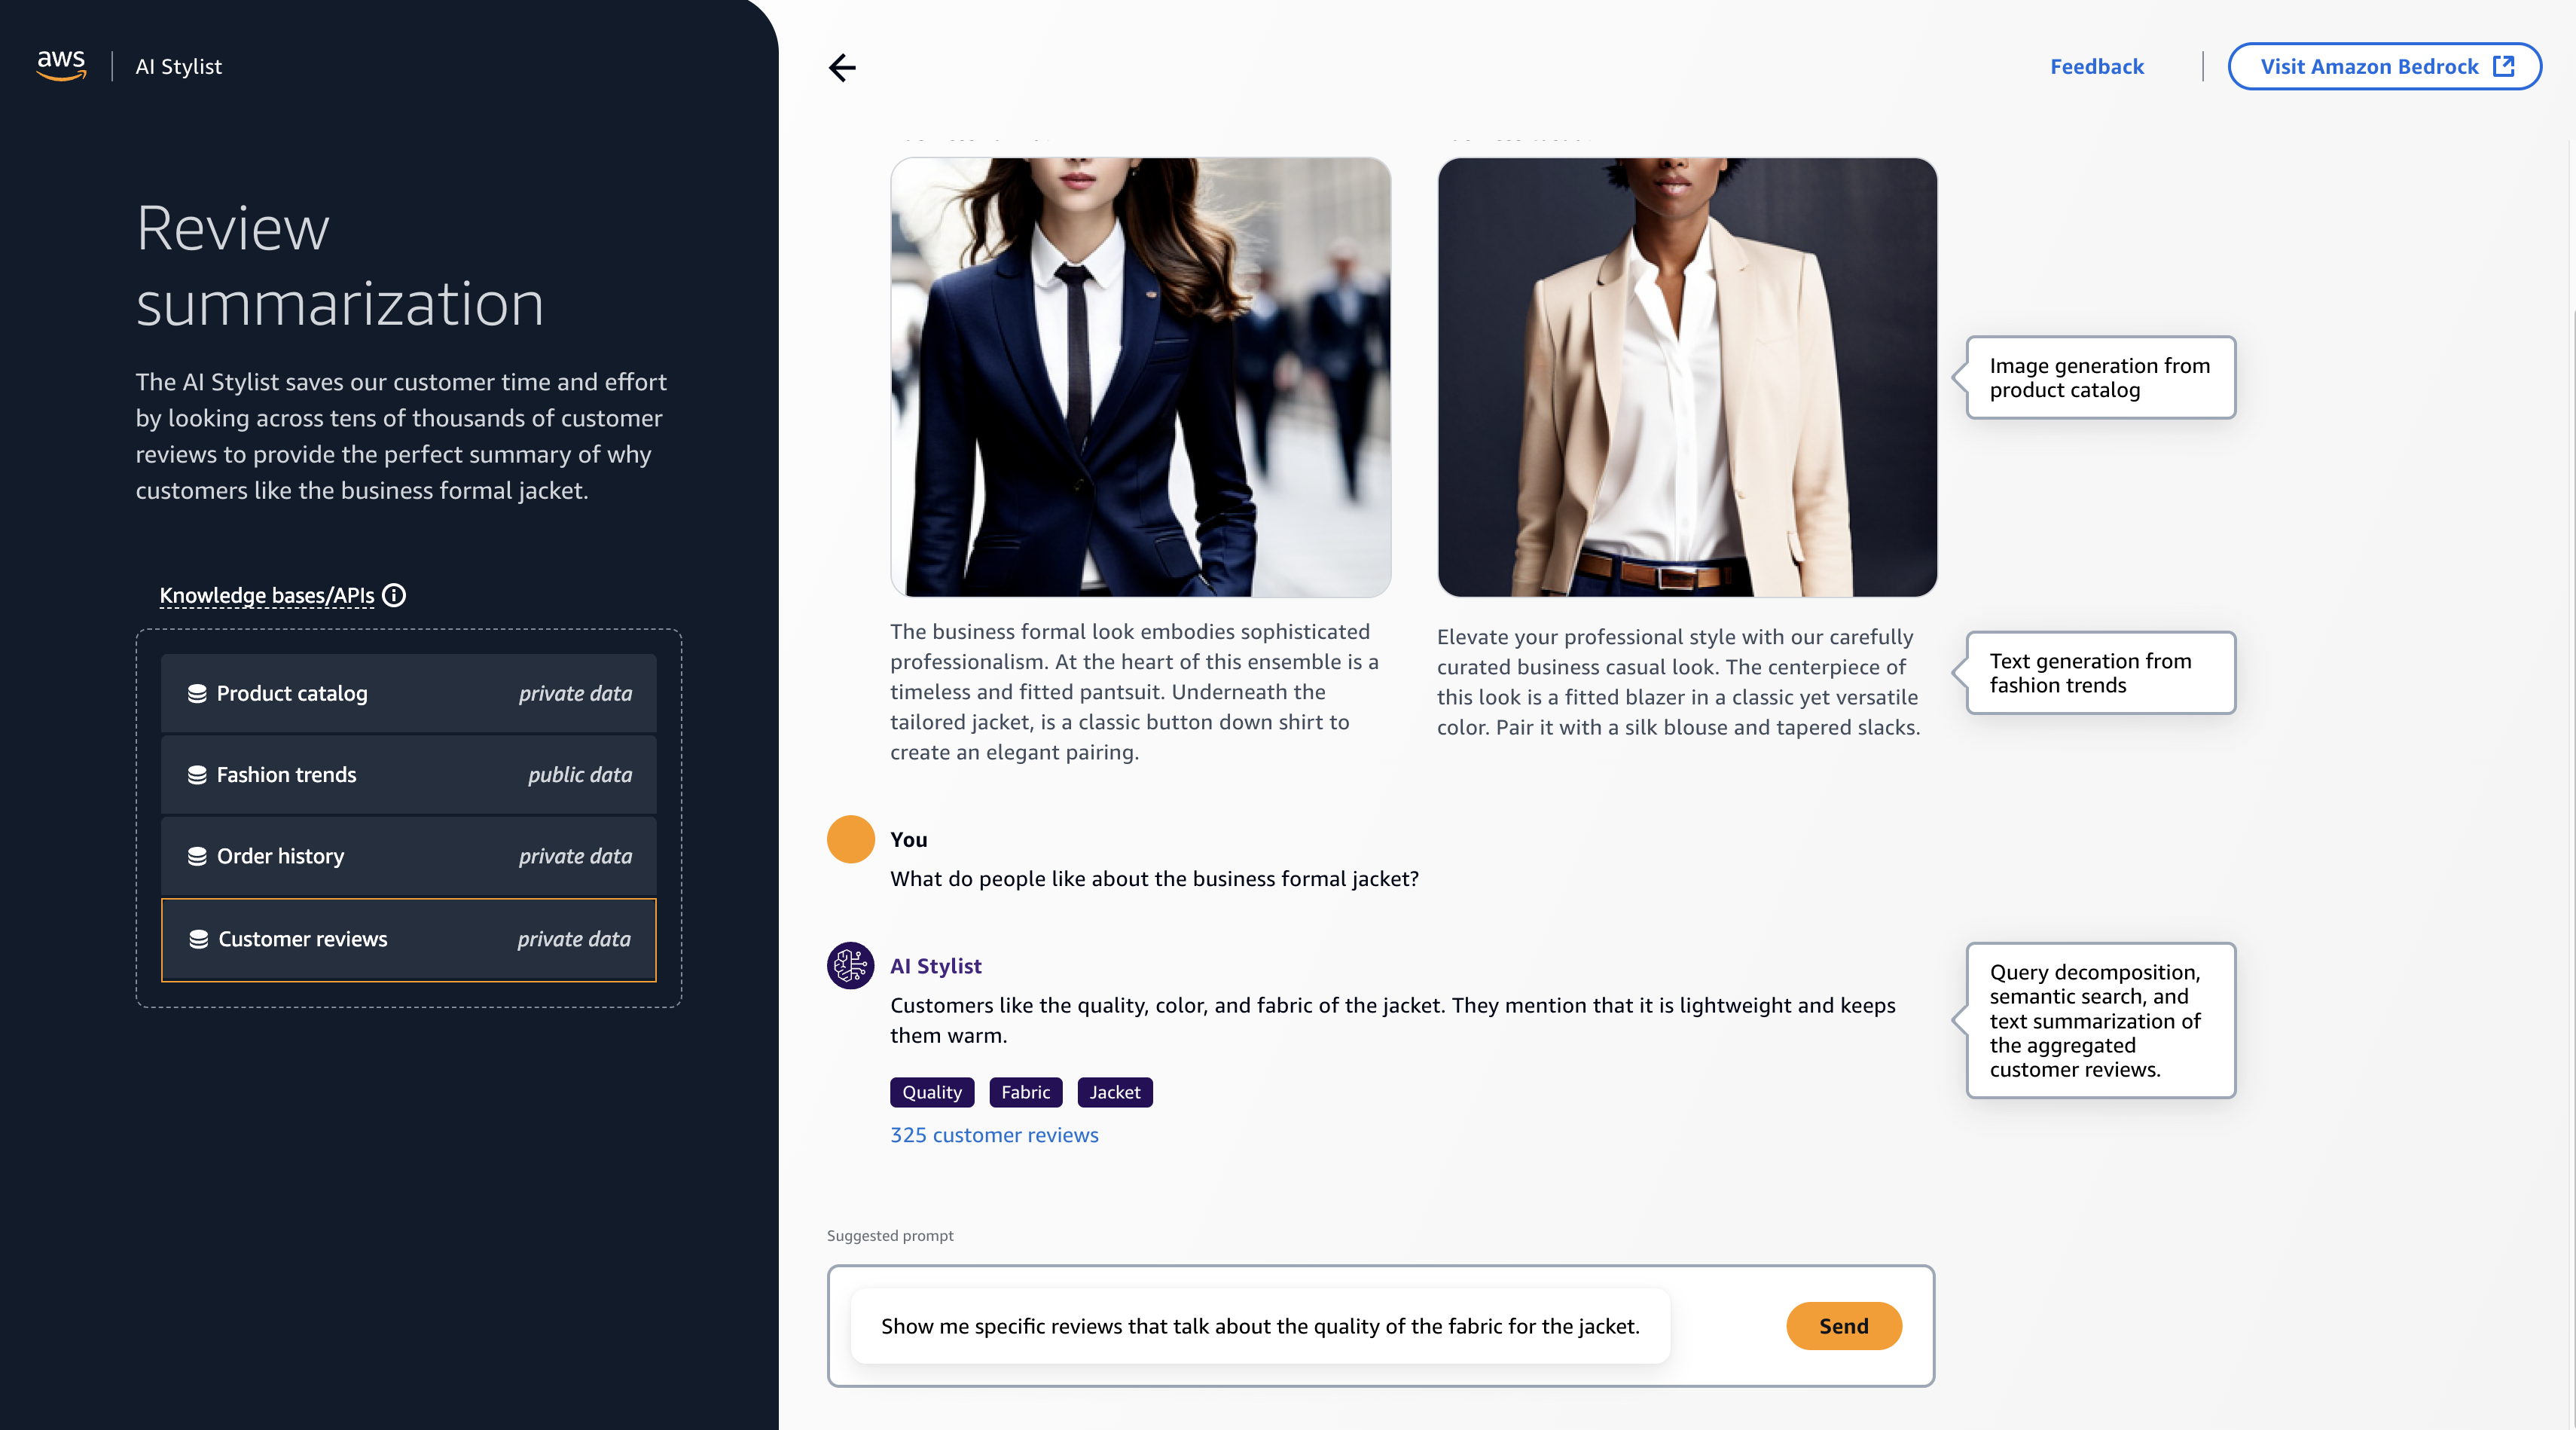 aws
AI Stylist
Review
summarization
The AI Stylist saves our customer time and effort
by looking across tens of thousands of customer
reviews to provide the perfect summary of why
customers like the business formal jacket.
Knowledge bases/APIs
Product catalog private data
Fashion trends public data
Order history private data
Customer reviews private data
Feedback
Visit Amazon Bedrock
Image generation from
product catalog
The business formal look embodies sophisticated
professionalism. At the heart of this ensemble is a
timeless and fitted pantsuit. Underneath the
tailored jacket, is a classic button down shirt to
create an elegant pairing.
Elevate your professional style with our carefully
curated business casual look. The centerpiece of
this look is a fitted blazer in a classic yet versatile
color. Pair it with a silk blouse and tapered slacks.
Text generation from
fashion trends
You
What do people like about the business formal jacket?
AI Stylist
Customers like the quality, color, and fabric of the jacket. They mention that it is lightweight and keeps
them warm.
Quality Fabric Jacket
325 customer reviews
Query decomposition,
semantic search, and
text summarization of
the aggregated
customer reviews.
Suggested prompt
Show me specific reviews that talk about the quality of the fabric for the jacket.
Send